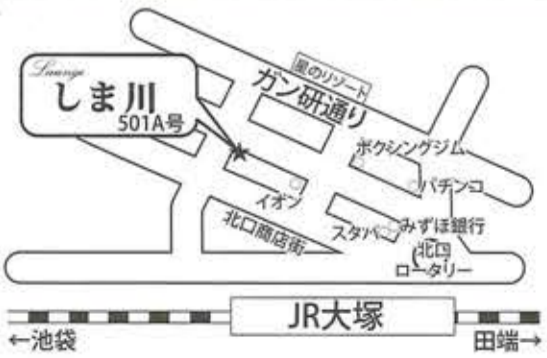 Lounge
しま川
501A号
星のリゾート
ガン研通り
ボクシングジム
パチンコ
イオン
スタバ
みずほ銀行
北口商店街
北口
ロータリー
JR大塚
←池袋
田端→